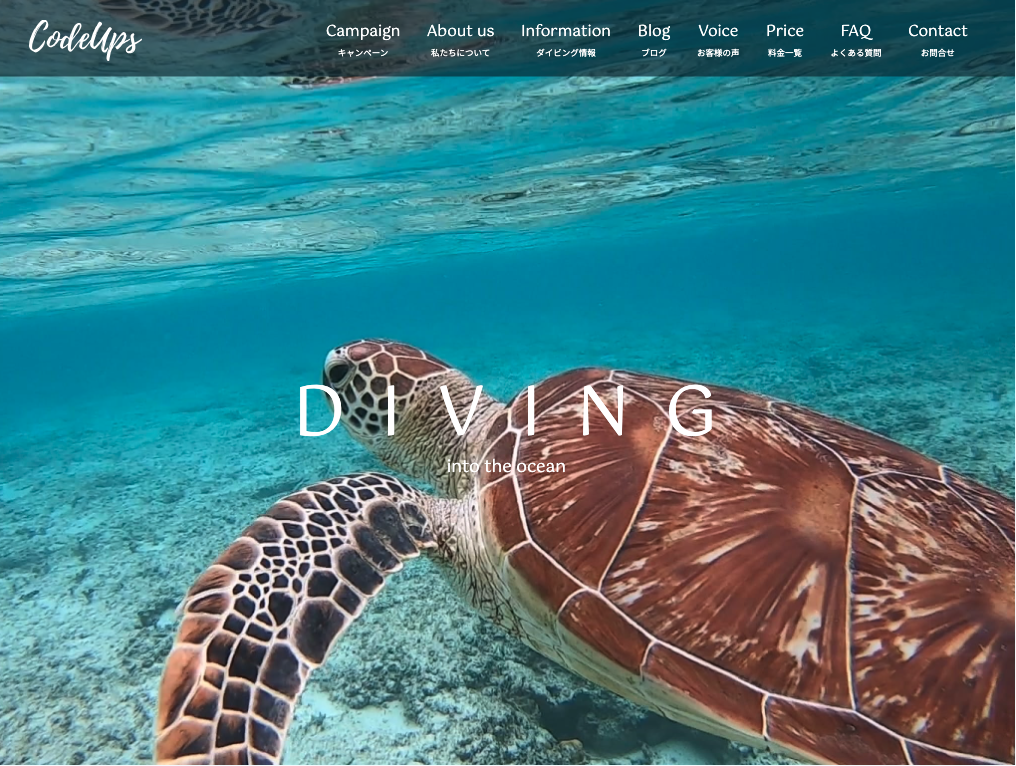 CodeUps
Campaign
キャンペーン
About us
私たちについて
Information
ダイビング情報
Blog
ブログ
Voice
お客様の声
Price
料金一覧
FAQ
よくある質問
Contact
お問合せ
DIVING
into the ocean